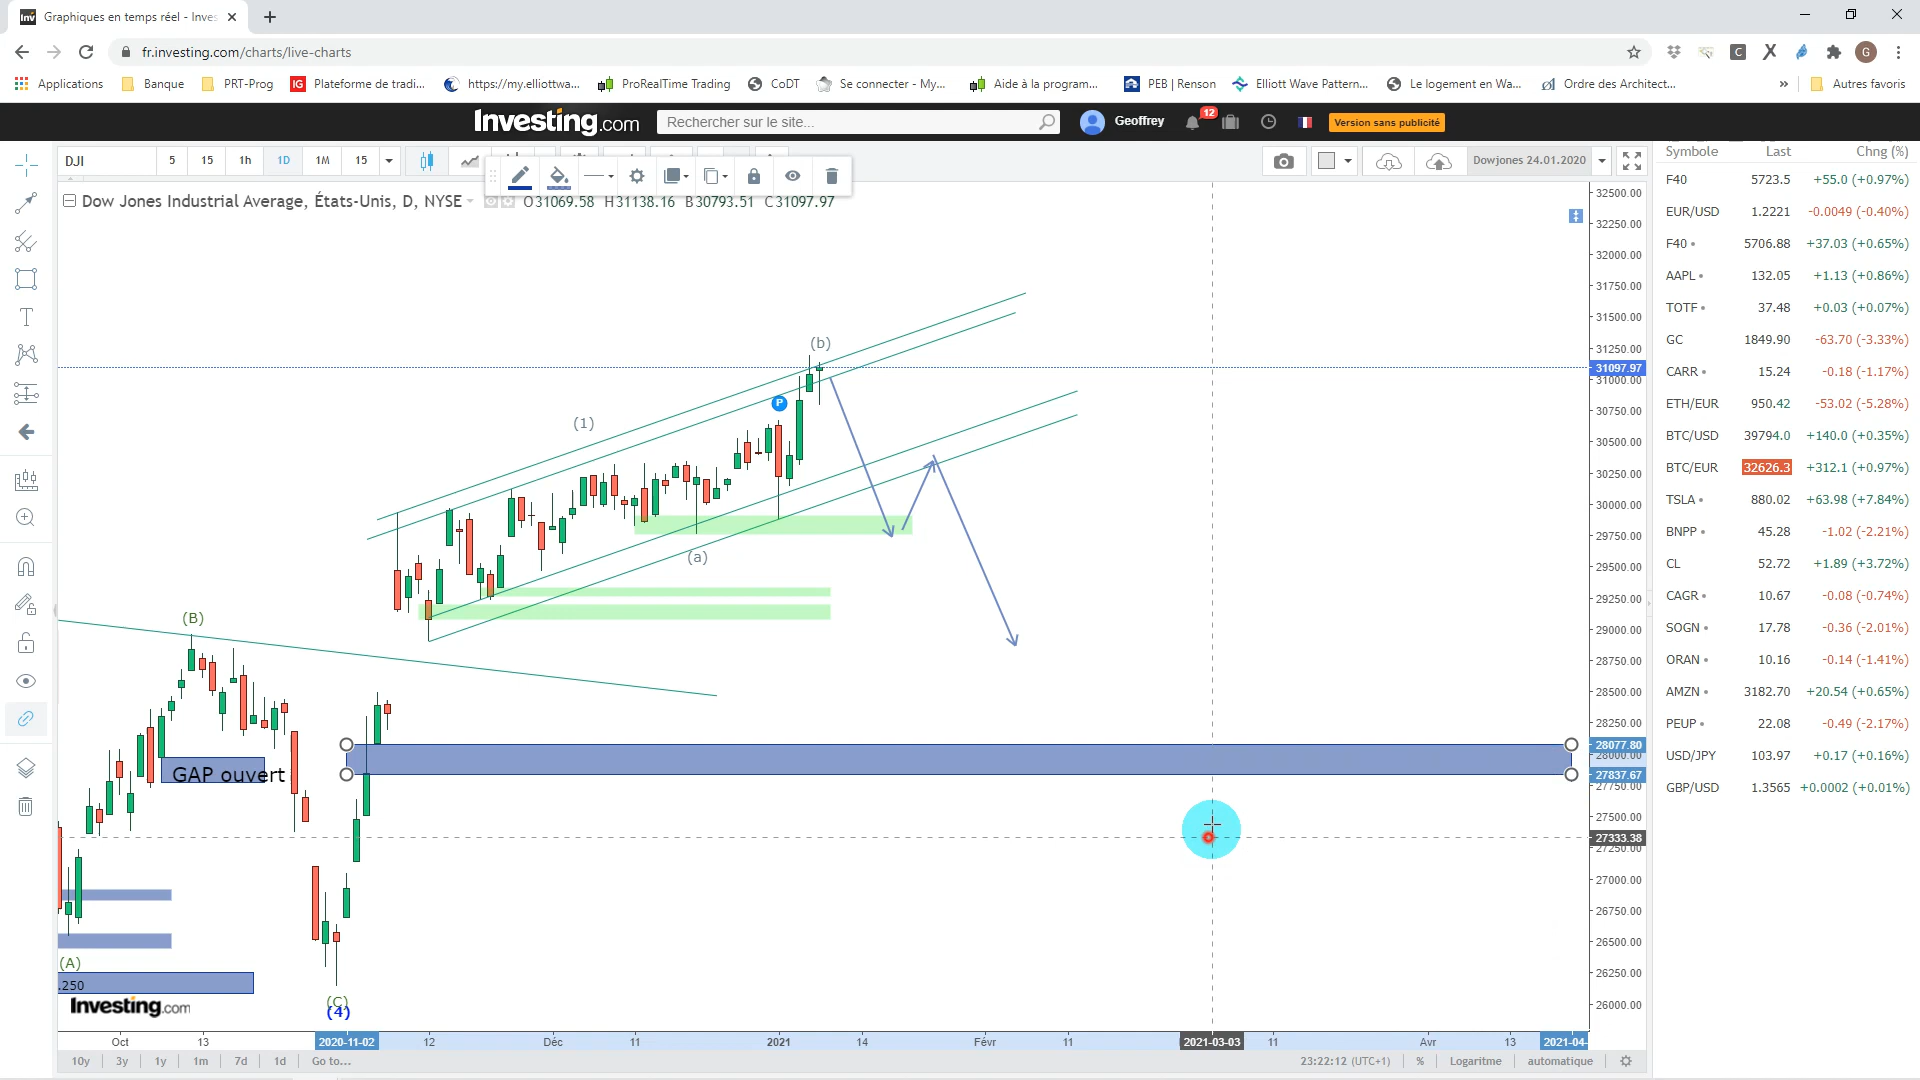 Graphiques en temps réel - Inves
fr.investing.com/charts/live-charts
Applications
Banque
PRT-Prog
IG
Plateforme de tradi...
https://my.elliottwa...
ProRealTime Trading
CoDT
Se connecter - My...
Aide à la program...
PEB | Renson
Elliott Wave Pattern...
Le logement en Wa...
Ordre des Architect...
»
Autres favoris
Investing.com
Rechercher sur le site...
Geoffrey
12
Version sans publicité
DJI
5
15
1h
1D
1M
15
Dowjones 24.01.2020
Dow Jones Industrial Average, États-Unis, D, NYSE
O31069.58 H31138.16 B30793.51 C31097.97
Symbole Last Chng (%)
F40 5723.5 +55.0 (+0.97%)
EUR/USD 1.2221 -0.0049 (-0.40%)
F40 5706.88 +37.03 (+0.65%)
AAPL 132.05 +1.13 (+0.86%)
TOTF 37.48 +0.03 (+0.07%)
GC 1849.90 -63.70 (-3.33%)
CARR 15.24 -0.18 (-1.17%)
ETH/EUR 950.42 -53.02 (-5.28%)
BTC/USD 39794.0 +140.0 (+0.35%)
BTC/EUR 32626.3 +312.1 (+0.97%)
TSLA 880.02 +63.98 (+7.84%)
BNPP 45.28 -1.02 (-2.21%)
CL 52.72 +1.89 (+3.72%)
CAGR 10.67 -0.08 (-0.74%)
SOGN 17.78 -0.36 (-2.01%)
ORAN 10.16 -0.14 (-1.41%)
AMZN 3182.70 +20.54 (+0.65%)
PEUP 22.08 -0.49 (-2.17%)
USD/JPY 103.97 +0.17 (+0.16%)
GBP/USD 1.3565 +0.0002 (+0.01%)
32500.00
32250.00
32000.00
31750.00
31500.00
31250.00
31097.97
31000.00
30750.00
30500.00
30250.00
30000.00
29750.00
29500.00
29250.00
29000.00
28750.00
28500.00
28250.00
28077.80
28000.00
27837.67
27750.00
27500.00
27333.38
27250.00
27000.00
26750.00
26500.00
26250.00
26000.00
(b)
P
(1)
(a)
(B)
GAP ouvert
(A)
.250
Investing.com
(C)
(4)
Oct
13
2020-11-02
12
Déc
11
2021
14
Févr
11
2021-03-03
11
Avr
13
2021-04-
10y
3y
1y
1m
7d
1d
Go to...
23:22:12 (UTC+1)
%
Logaritme
automatique